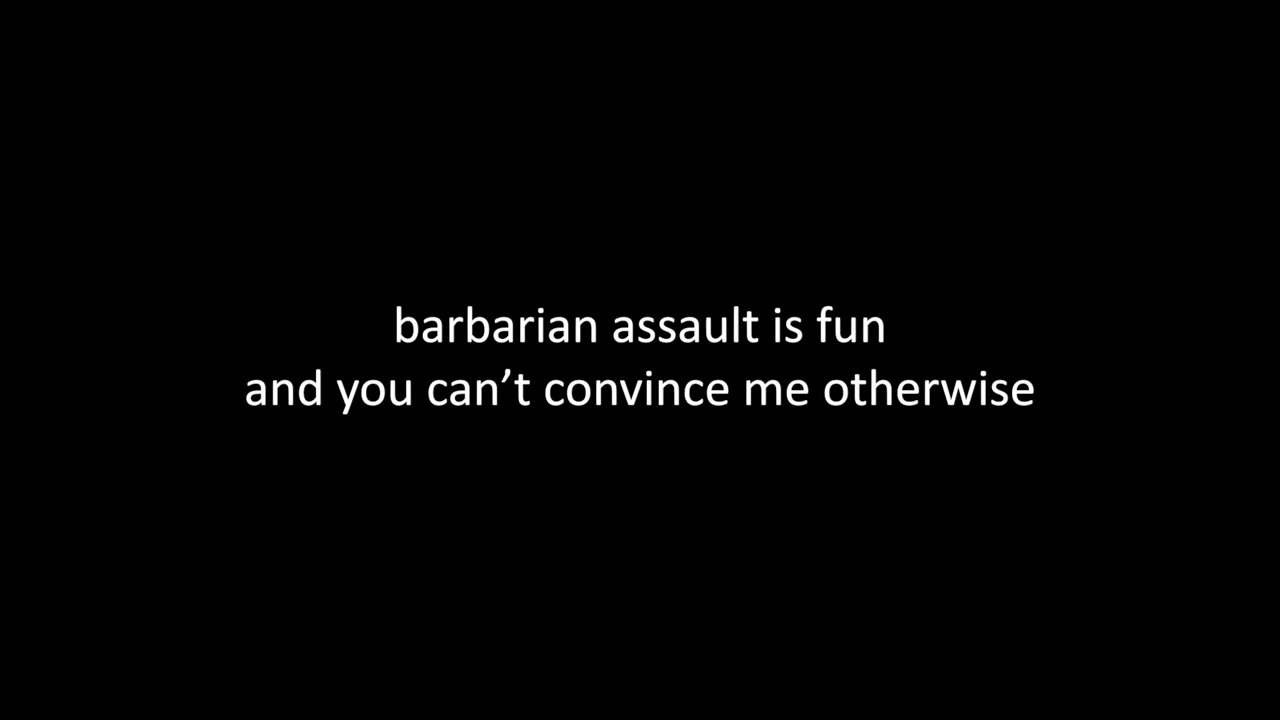 barbarian assault is fun
and you can’t convince me otherwise